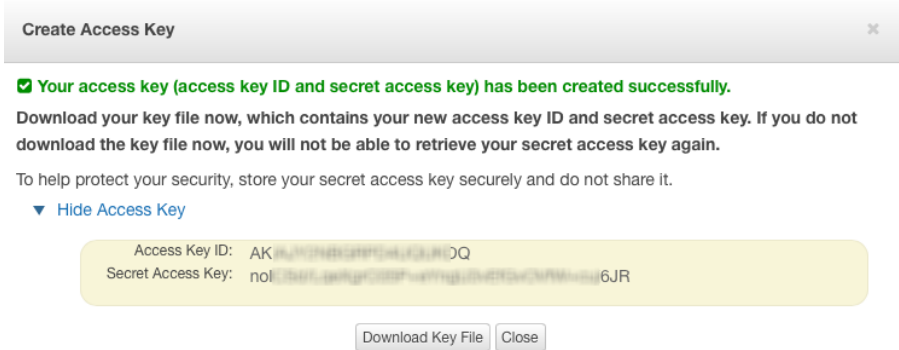 Create Access Key
Your access key (access key ID and secret access key) has been created successfully.
Download your key file now, which contains your new access key ID and secret access key. If you do not
download the key file now, you will not be able to retrieve your secret access key again.
To help protect your security, store your secret access key securely and do not share it.
Hide Access Key
Access Key ID:
Secret Access Key:
Download Key File Close